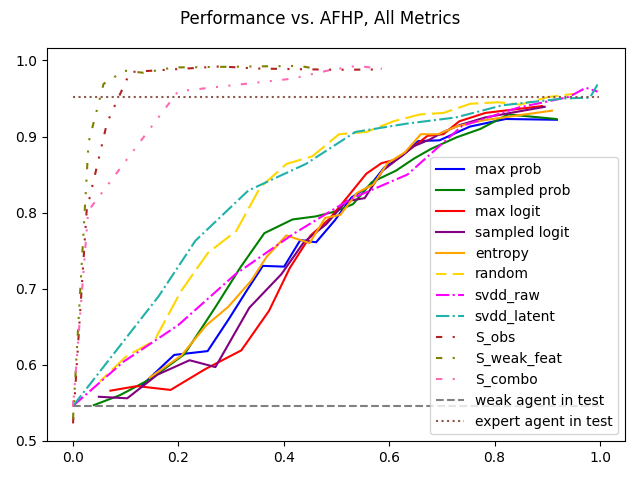 Performance vs. AFHP, All Metrics
1.0
0.9
0.8
0.7
0.6
0.5
0.0 0.2 0.4 0.6 0.8 1.0
max prob
sampled prob
max logit
sampled logit
entropy
random
svdd_raw
svdd_latent
S_obs
S_weak_feat
S_combo
weak agent in test
expert agent in test